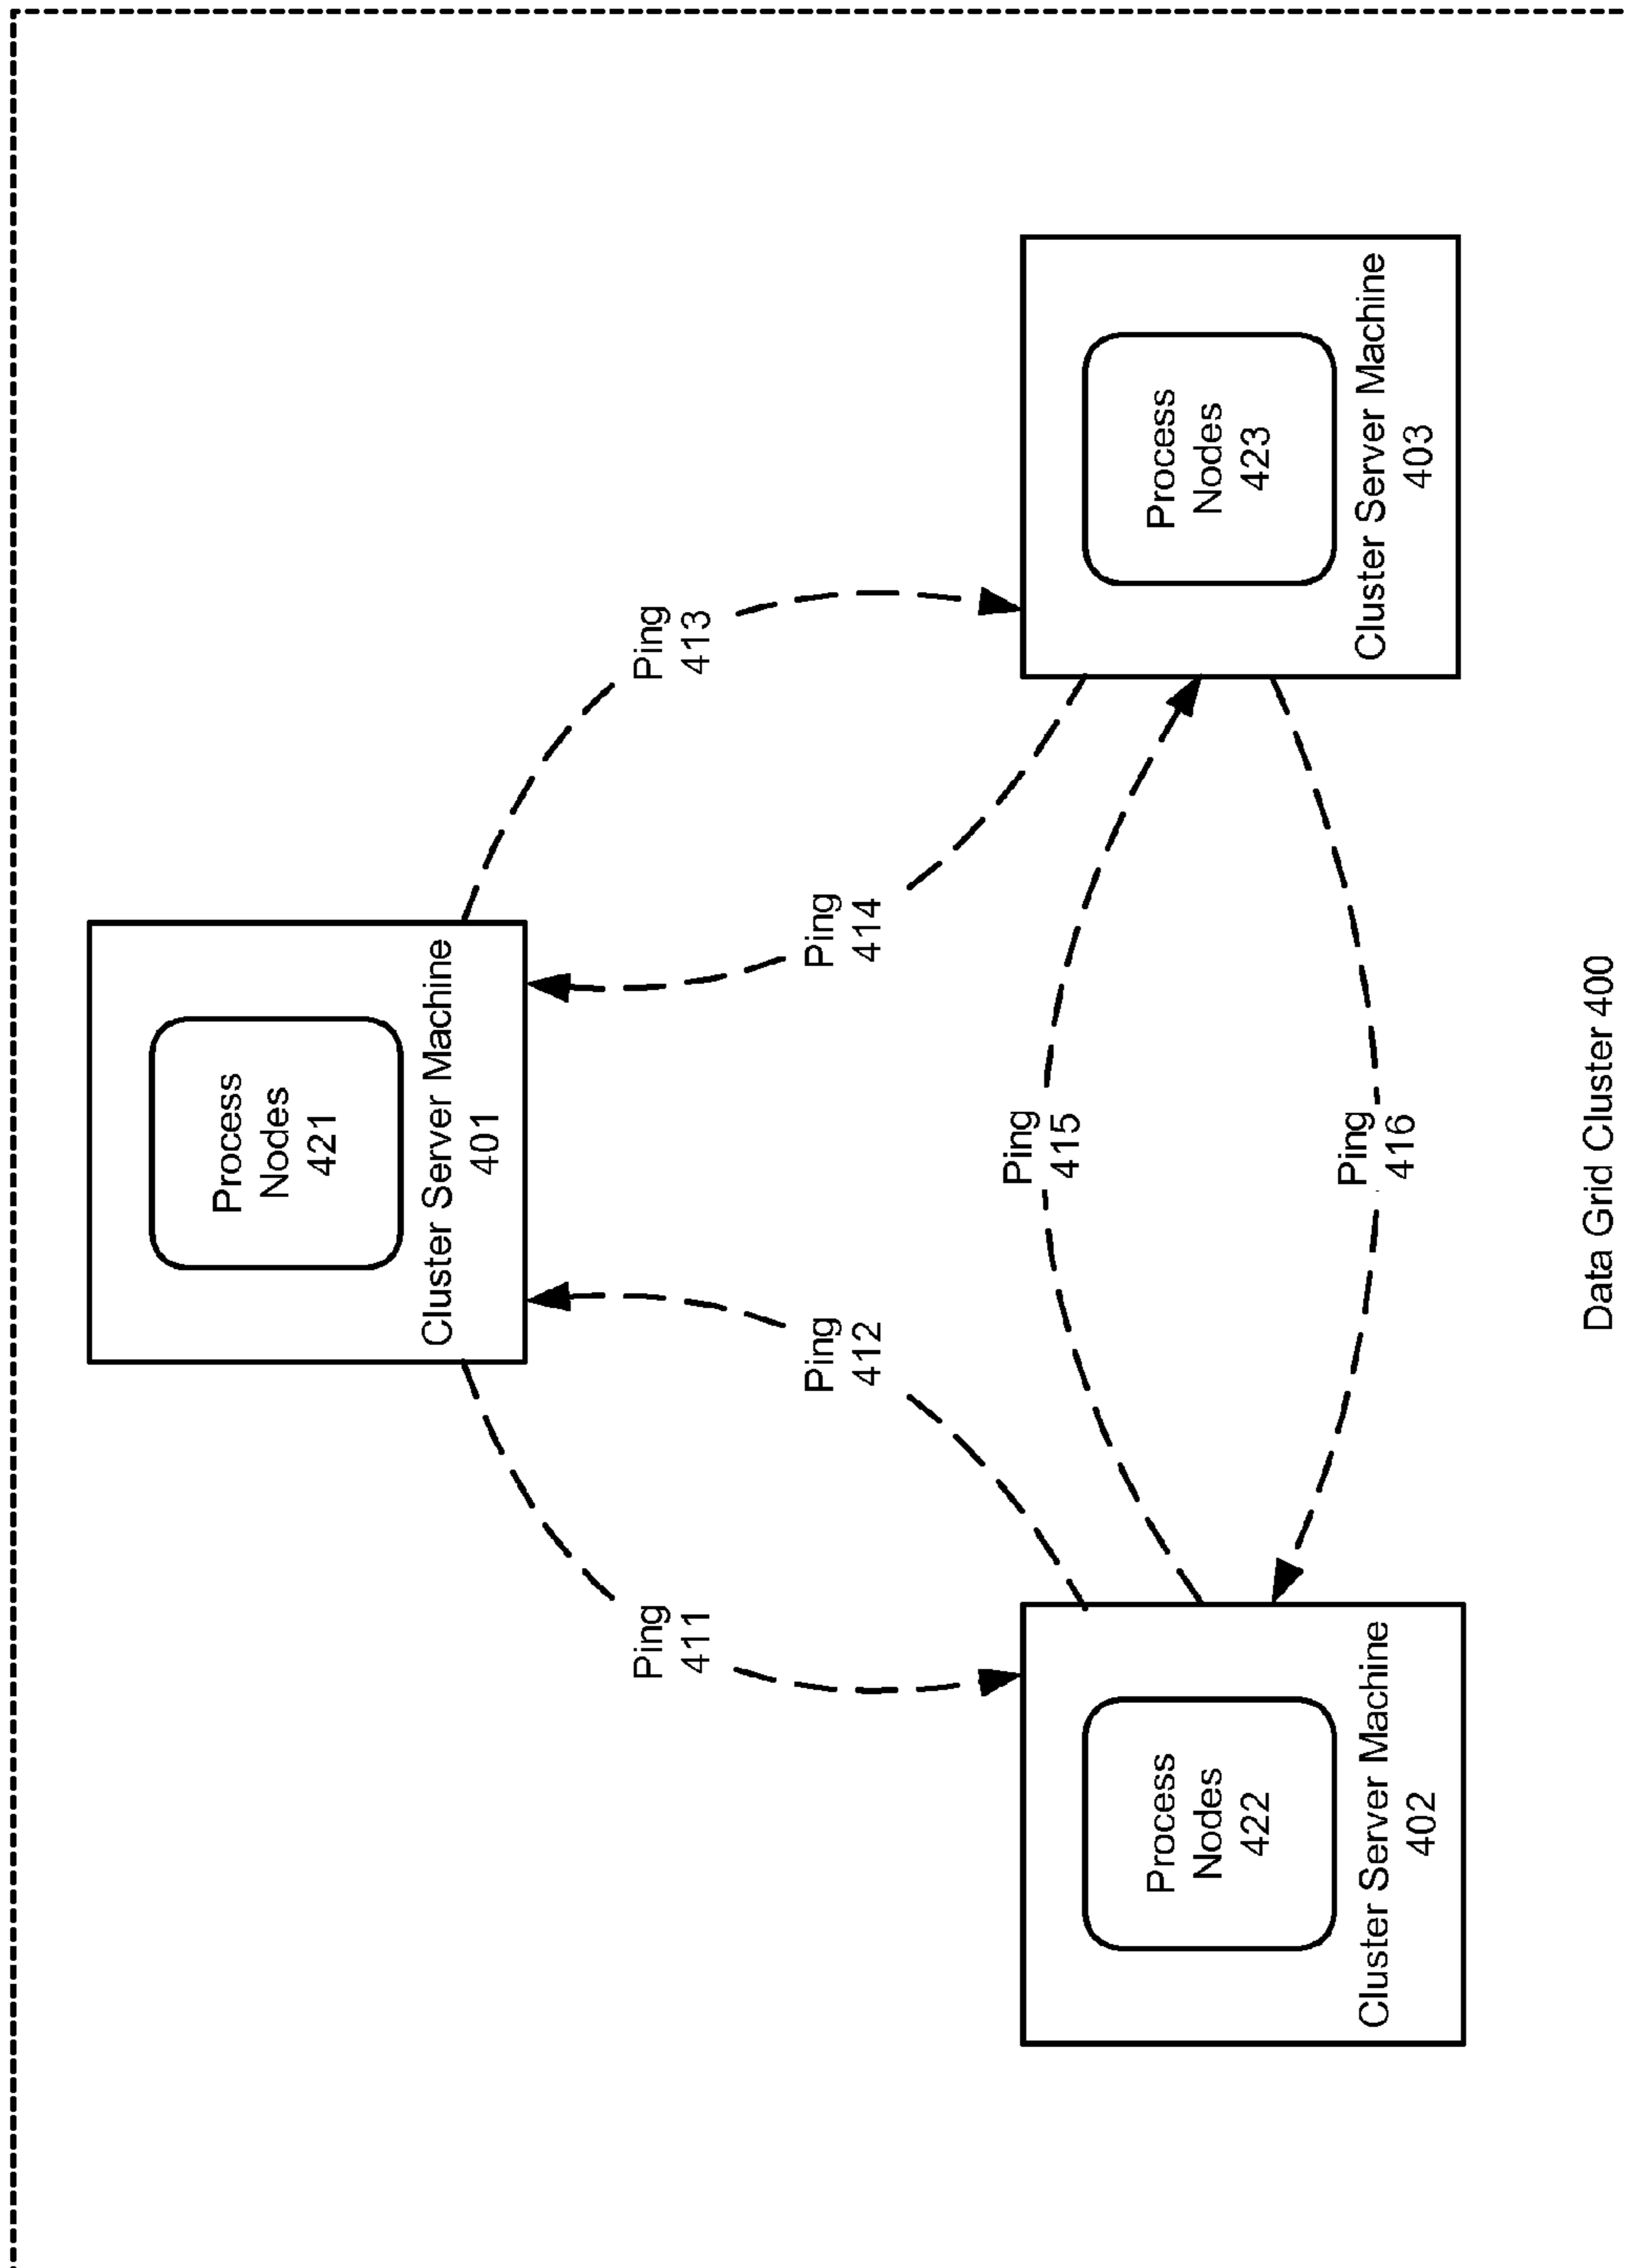 Process
Nodes
421
Cluster Server Machine
401
Ping
411
Ping
413
Ping
412
Ping
414
Ping
415
Ping
416
Process
Nodes
422
Cluster Server Machine
402
Process
Nodes
423
Cluster Server Machine
403
Data Grid Cluster 400